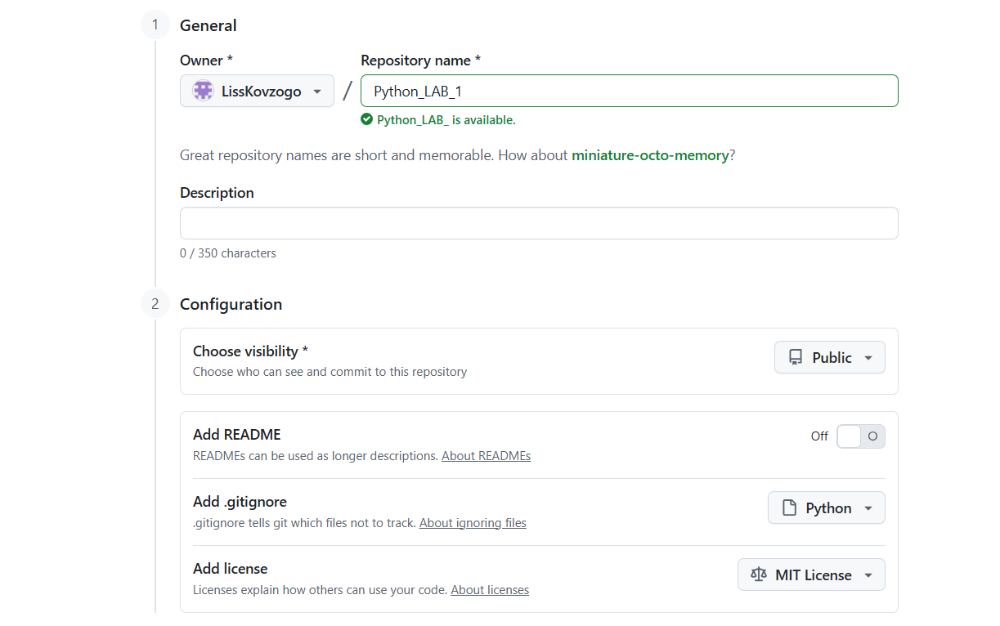 1 General
Owner * Repository name *
LissKovzogo / Python_LAB_1
Python_LAB_ is available.
Great repository names are short and memorable. How about miniature-octo-memory?
Description
0 / 350 characters
2 Configuration
Choose visibility *
Choose who can see and commit to this repository
Public
Add README
READMEs can be used as longer descriptions. About READMEs
Off
Add .gitignore
.gitignore tells git which files not to track. About ignoring files
Python
Add license
Licenses explain how others can use your code. About licenses
MIT License